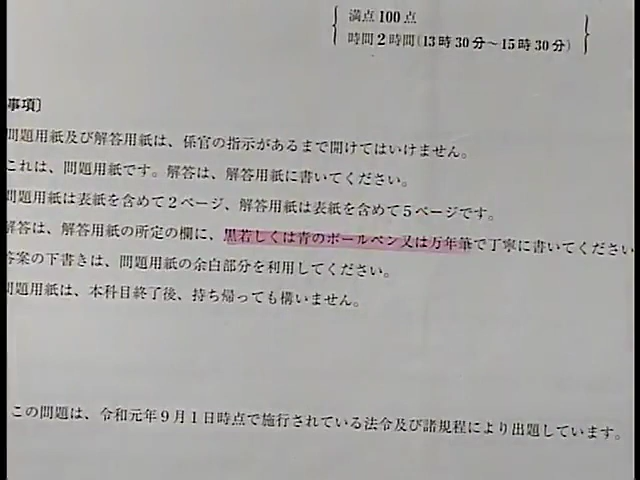 満点100点
時間2時間(13時30分〜15時30分)
事項〕
問題用紙及び解答用紙は、係官の指示があるまで開けてはいけません。
これは、問題用紙です。解答は、解答用紙に書いてください。
問題用紙は表紙を含めて2ページ、解答用紙は表紙を含めて5ページです。
解答は、解答用紙の所定の欄に、黒若しくは青のボールペン又は万年筆で丁寧に書いてください
答案の下書きは、問題用紙の余白部分を利用してください。
問題用紙は、本科目終了後、持ち帰っても構いません。
この問題は、令和元年9月1日時点で施行されている法令及び諸規程により出題しています。